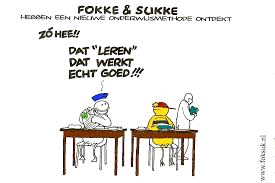 FOKKE & SUKKE
HEBBEN EEN NIEUWE ONDERWIJSMETHODE ONTDEKT
ZÓ HEE!!
DAT "LEREN"
DAT WERKT
ECHT GOED!!!
www.foksuk.nl